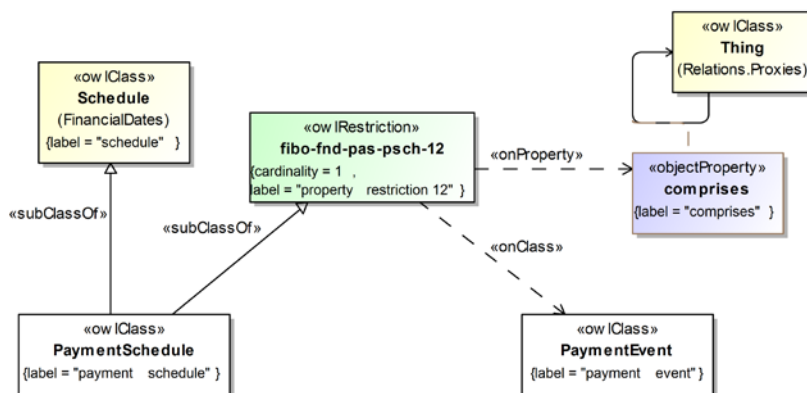 «owlClass»
Thing
(Relations.Proxies)
«owlClass»
Schedule
(FinancialDates)
{label = "schedule" }
«owlRestriction»
fibo-fnd-pas-psch-12
{cardinality = 1 ,
label = "property restriction 12" }
«onProperty»
«objectProperty»
comprises
{label = "comprises" }
«subClassOf»
«subClassOf»
«onClass»
«owlClass»
PaymentSchedule
{label = "payment schedule" }
«owlClass»
PaymentEvent
{label = "payment event" }